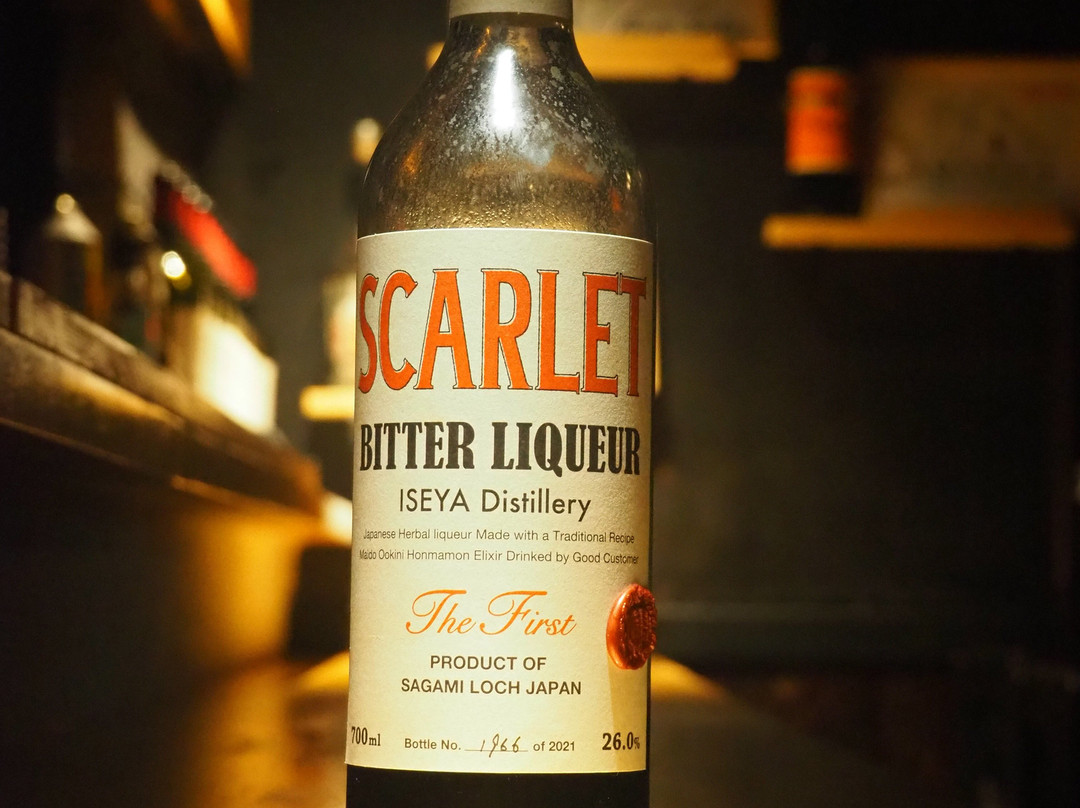 SCARLET
BITTER LIQUEUR
ISEYA Distillery
Japanese Herbal liqueur Made with a Traditional Recipe
Maido Ookini Honmamon Elixir Drinked by Good Customer
The First
PRODUCT OF
SAGAMI LOCH JAPAN
700ml Bottle No. 1966 of 2021 26.0%